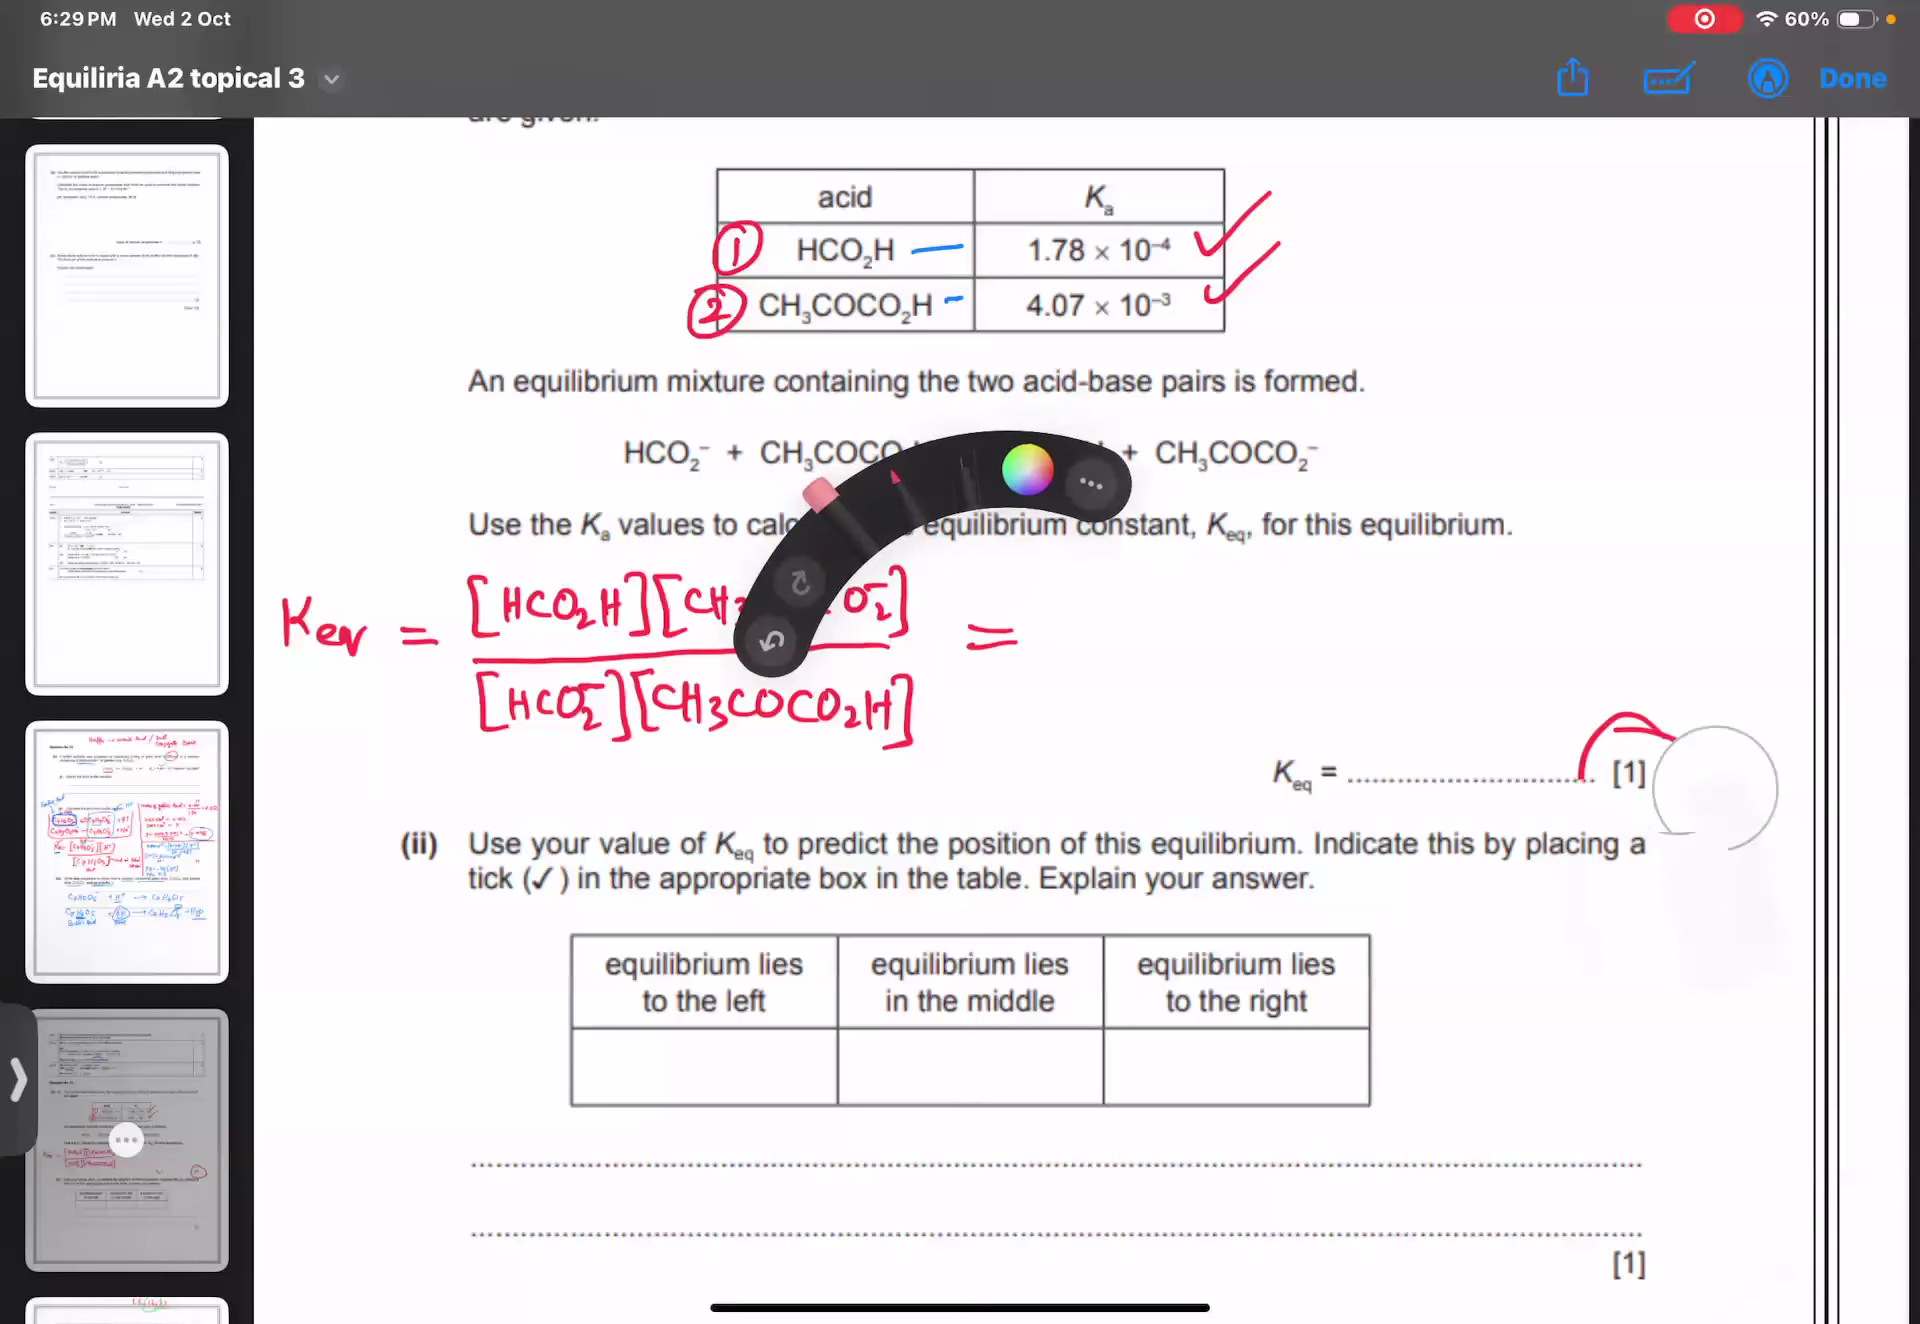 6:29 PM Wed 2 Oct
60%
Equiliria A2 topical 3
Done
are given.
acid Kₐ
① HCO₂H 1.78 × 10⁻⁴ ✓
② CH₃COCO₂H 4.07 × 10⁻³ ✓
An equilibrium mixture containing the two acid-base pairs is formed.
HCO₂⁻ + CH₃COCO + CH₃COCO₂⁻
Use the Kₐ values to equilibrium constant, Keq, for this equilibrium.
Keq = [HCO₂H][CH₃ O₂⁻] =
[HCO₂⁻][CH₃COCO₂H]
Keq = .............................. [1]
(ii) Use your value of Keq to predict the position of this equilibrium. Indicate this by placing a
tick (✓) in the appropriate box in the table. Explain your answer.
equilibrium lies equilibrium lies equilibrium lies
to the left in the middle to the right
[1]